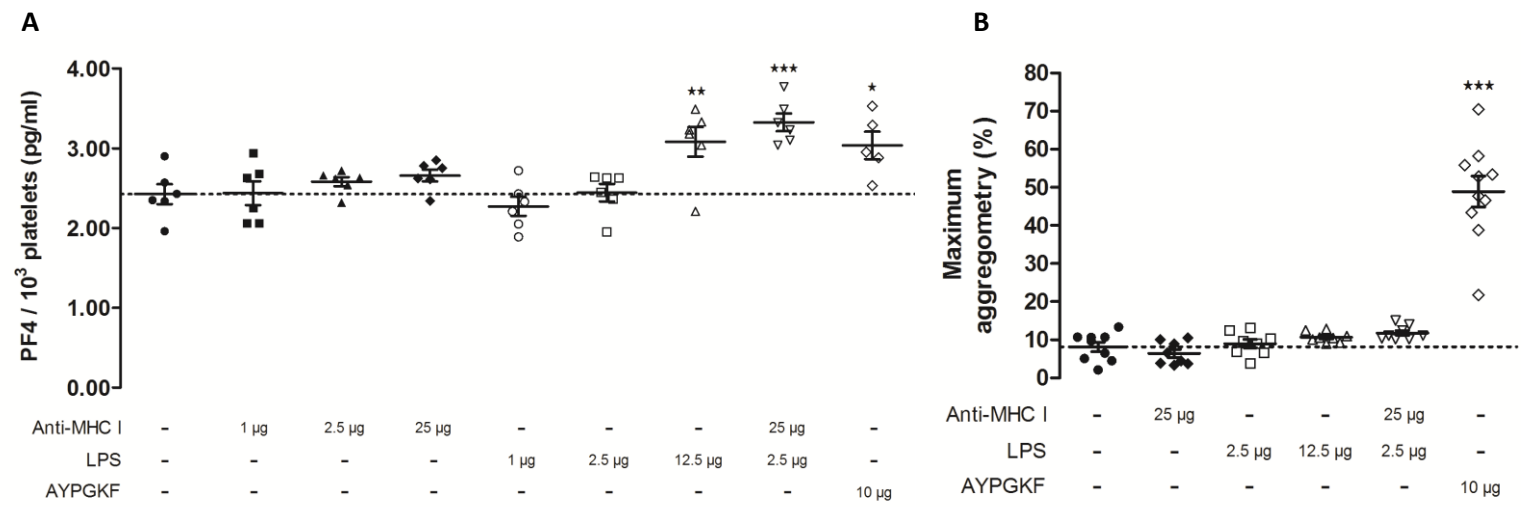 A
B
PF4 / 10³ platelets (pg/ml)
4.00
3.00
2.00
1.00
0.00
★★
★★★
★
Anti-MHC I - 1 µg 2.5 µg 25 µg - - - 25 µg -
LPS - - - - 1 µg 2.5 µg 12.5 µg 2.5 µg -
AYPGKF - - - - - - - - 10 µg
Maximum
aggregometry (%)
80
70
60
50
40
30
20
10
0
★★★
Anti-MHC I - 25 µg - - 25 µg -
LPS - - 2.5 µg 12.5 µg 2.5 µg -
AYPGKF - - - - - 10 µg